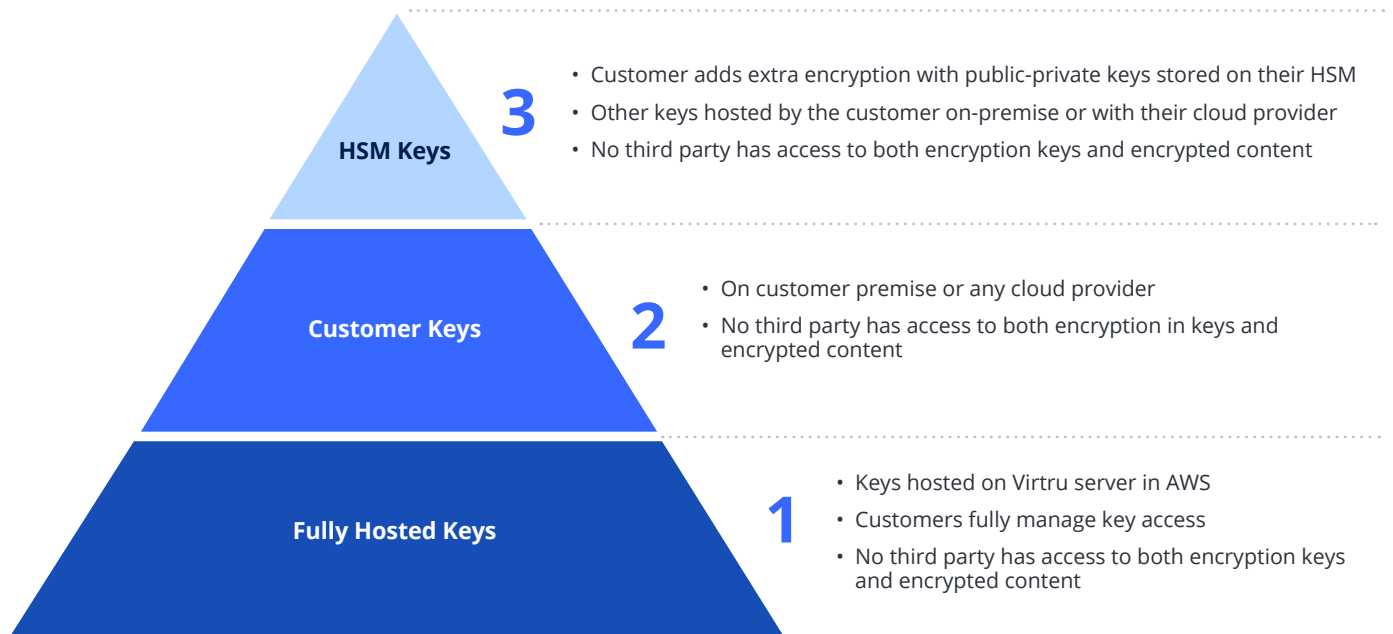 HSM Keys
3
• Customer adds extra encryption with public-private keys stored on their HSM
• Other keys hosted by the customer on-premise or with their cloud provider
• No third party has access to both encryption keys and encrypted content
Customer Keys
2
• On customer premise or any cloud provider
• No third party has access to both encryption in keys and
encrypted content
Fully Hosted Keys
1
• Keys hosted on Virtru server in AWS
• Customers fully manage key access
• No third party has access to both encryption keys
and encrypted content